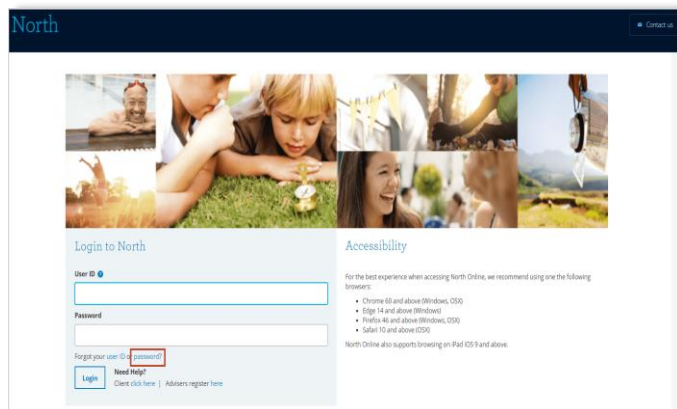 North
Contact us
Login to North
User ID ?
Password
Forgot your user ID or password?
Login
Need Help?
Client click here | Advisers register here
Accessibility
For the best experience when accessing North Online, we recommend using one the following
browsers:
• Chrome 60 and above (Windows, OSX)
• Edge 14 and above (Windows)
• Firefox 46 and above (Windows, OSX)
• Safari 10 and above (OSX)
North Online also supports browsing on iPad iOS 9 and above.